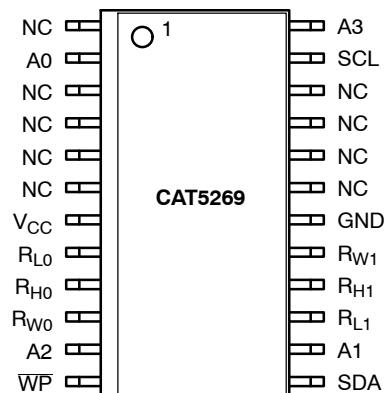 NC 1 A3
A0 SCL
NC NC
NC NC
NC NC
NC NC
CAT5269
VCC GND
RL0 RW1
RH0 RH1
RW0 RL1
A2 A1
W̅P̅ SDA